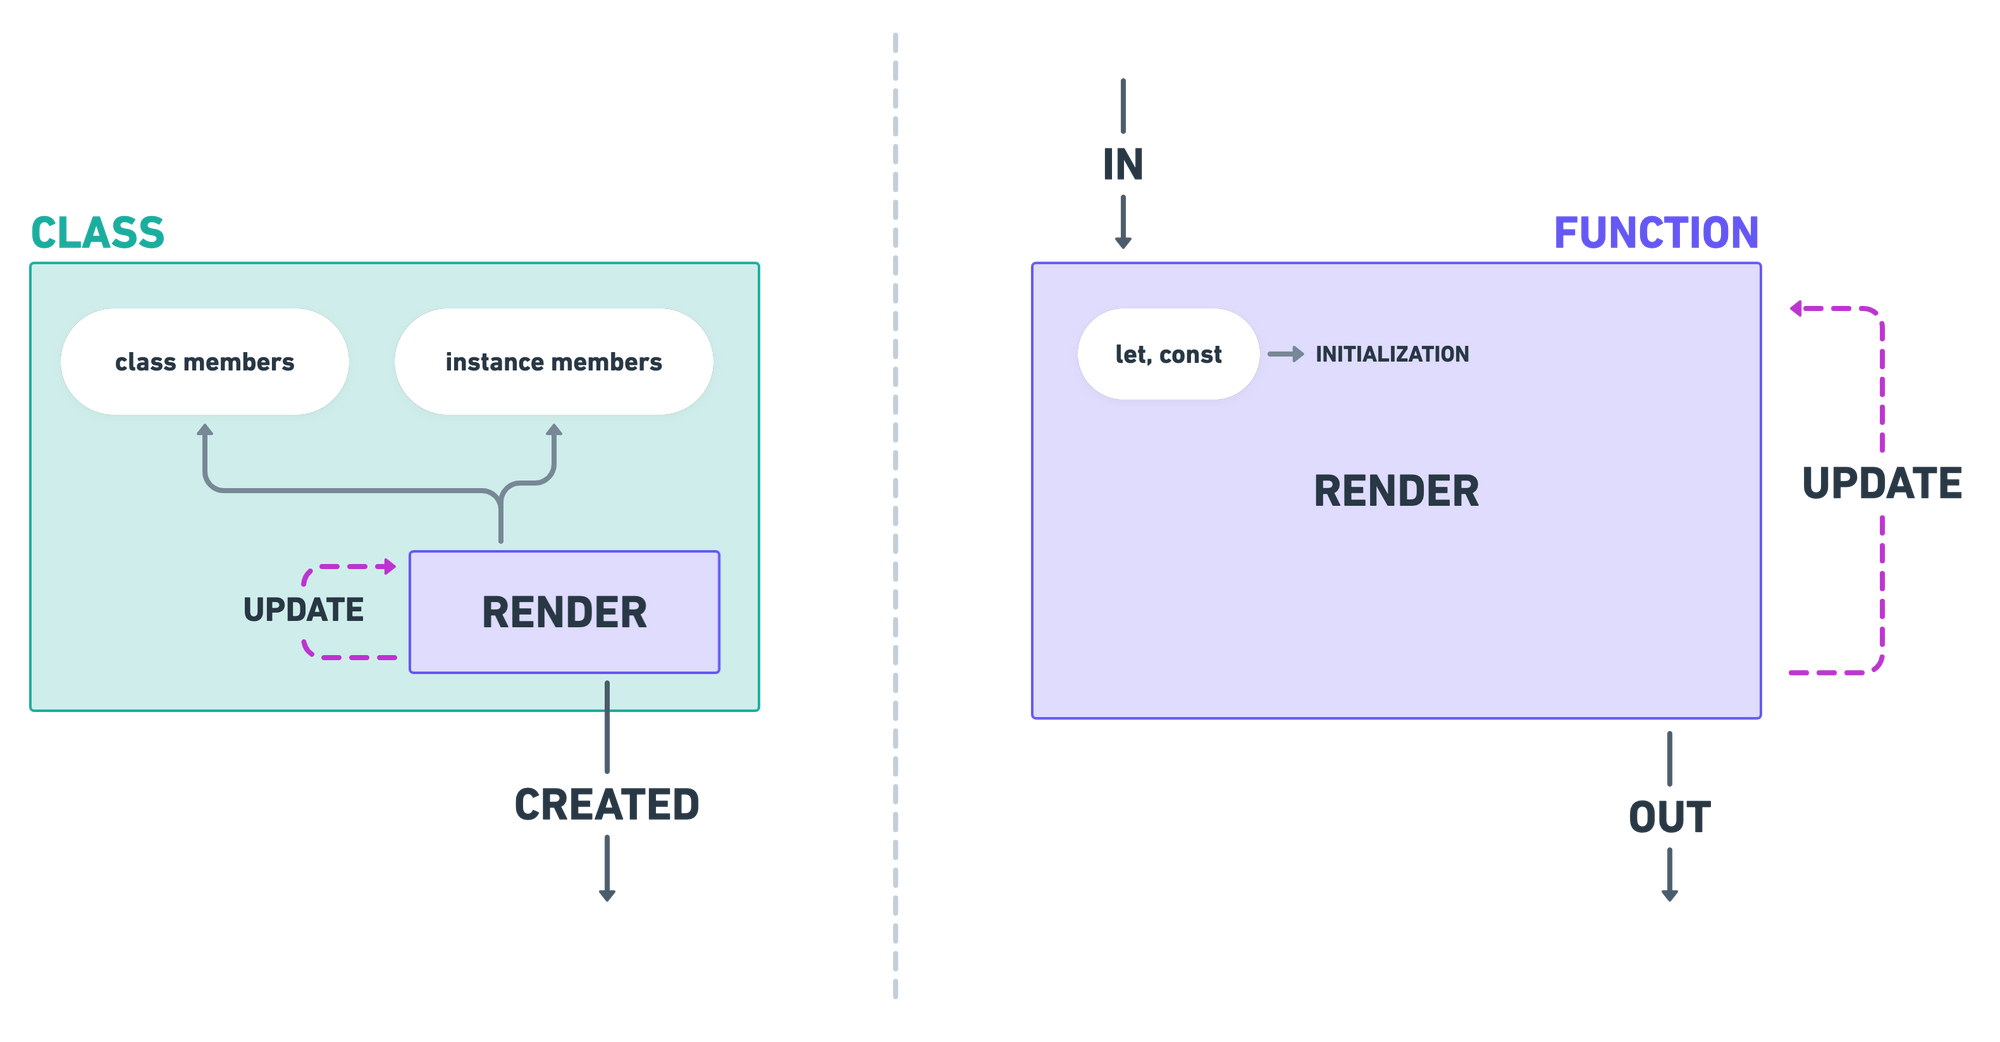 CLASS
class members
instance members
UPDATE
RENDER
CREATED
IN
FUNCTION
let, const
INITIALIZATION
RENDER
UPDATE
OUT